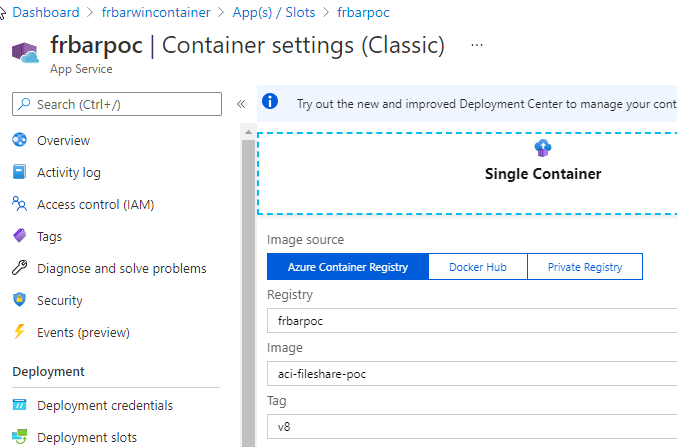 Dashboard > frbarwincontainer > App(s) / Slots > frbarpoc
frbarpoc | Container settings (Classic) ...
App Service
Search (Ctrl+/) «
Overview
Activity log
Access control (IAM)
Tags
Diagnose and solve problems
Security
Events (preview)
Deployment
Deployment credentials
Deployment slots
Try out the new and improved Deployment Center to manage your cont
Single Container
Image source
Azure Container Registry Docker Hub Private Registry
Registry
frbarpoc
Image
aci-fileshare-poc
Tag
v8